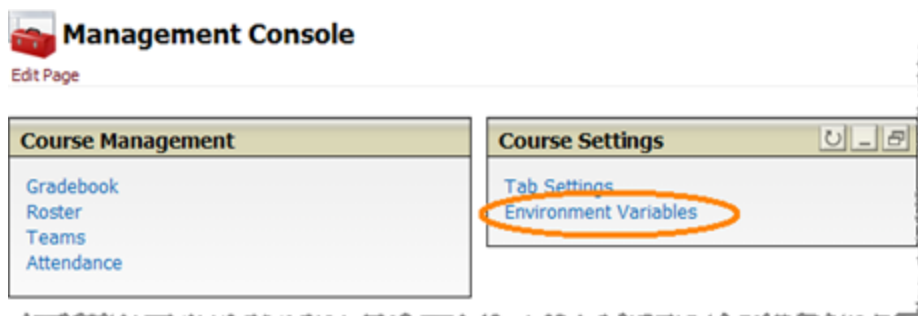 Management Console
Edit Page
Course Management
Gradebook
Roster
Teams
Attendance
Course Settings
Tab Settings
Environment Variables